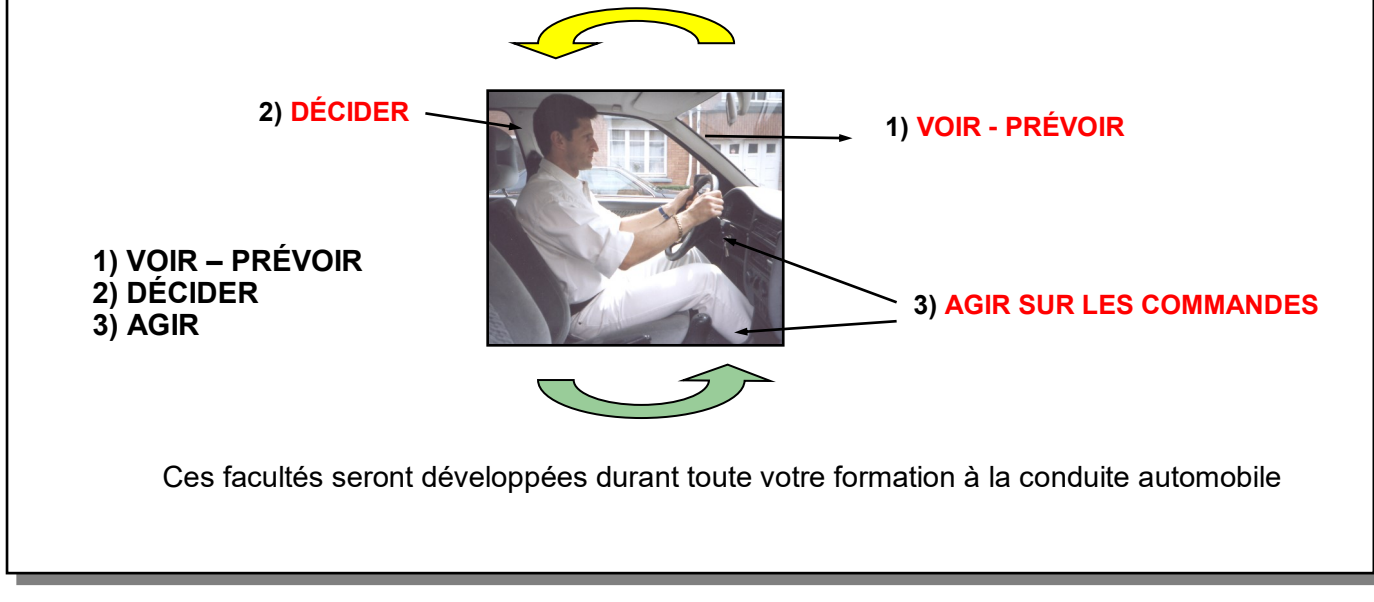 2) DÉCIDER
1) VOIR - PRÉVOIR
1) VOIR – PRÉVOIR
2) DÉCIDER
3) AGIR
3) AGIR SUR LES COMMANDES
Ces facultés seront développées durant toute votre formation à la conduite automobile